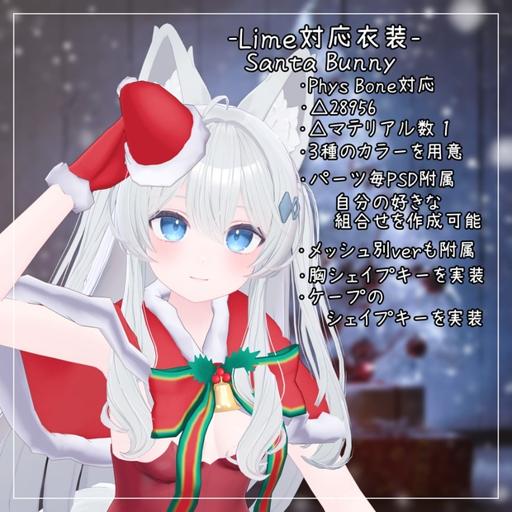 -Lime対応衣装-
Santa Bunny
・Phys Bone対応
・△28956
・△マテリアル数 1
・3種のカラーを用意
・パーツ毎PSD附属
自分の好きな
組合せを作成可能
・メッシュ別verも附属
・胸シェイプキーを実装
・ケープの
シェイプキーを実装